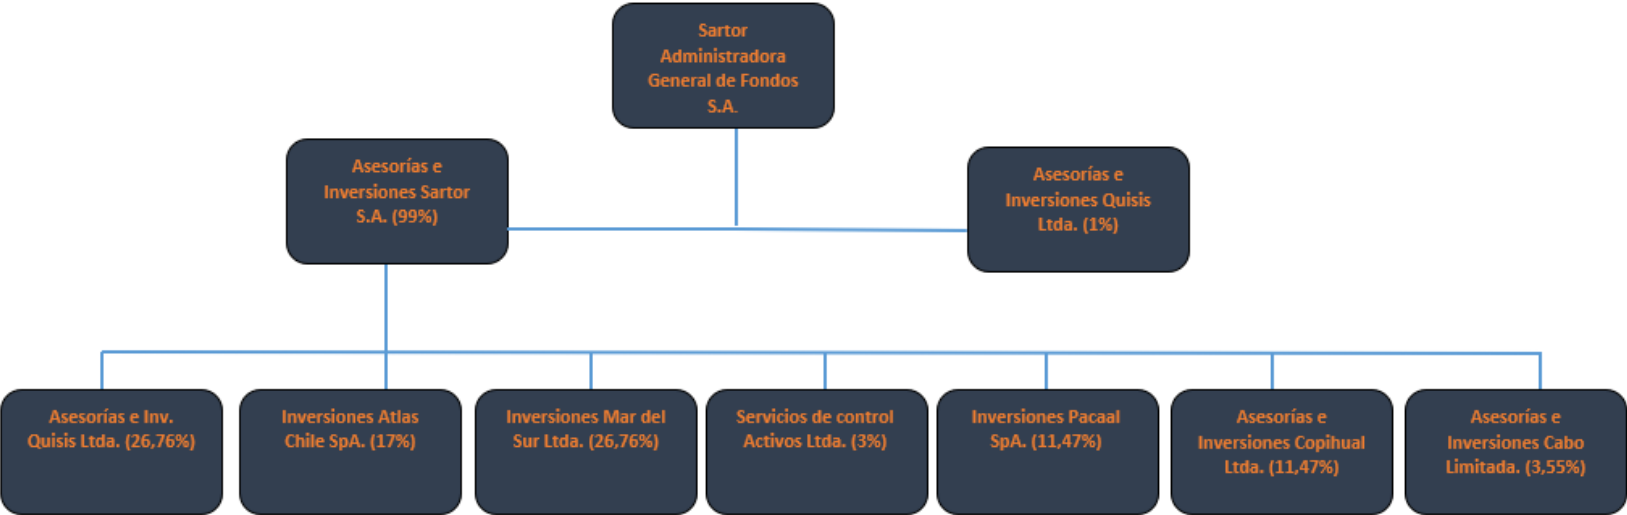 Sartor
Administradora
General de Fondos
S.A.
Asesorías e
Inversiones Sartor
S.A. (99%)
Asesorías e
Inversiones Quisis
Ltda. (1%)
Asesorías e Inv.
Quisis Ltda. (26,76%)
Inversiones Atlas
Chile SpA. (17%)
Inversiones Mar del
Sur Ltda. (26,76%)
Servicios de control
Activos Ltda. (3%)
Inversiones Pacaal
SpA. (11,47%)
Asesorías e
Inversiones Copihual
Ltda. (11,47%)
Asesorías e
Inversiones Cabo
Limitada. (3,55%)